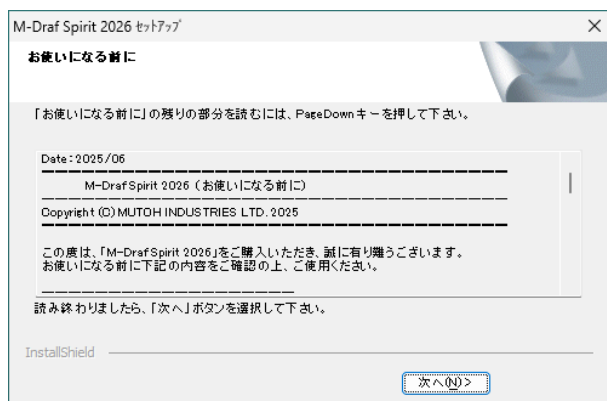 M-Draf Spirit 2026 ｾｯﾄｱｯﾌﾟ
お使いになる前に
「お使いになる前に」の残りの部分を読むには、PageDownキーを押して下さい。
Date：2025/06
M-DrafSpirit 2026（お使いになる前に）
Copyright (C) MUTOH INDUSTRIES LTD. 2025
この度は、「M-DrafSpirit 2026」をご購入いただき、誠に有り難うございます。
お使いになる前に下記の内容をご確認の上、ご使用ください。
読み終わりましたら、「次へ」ボタンを選択して下さい。
InstallShield
次へ(N) >